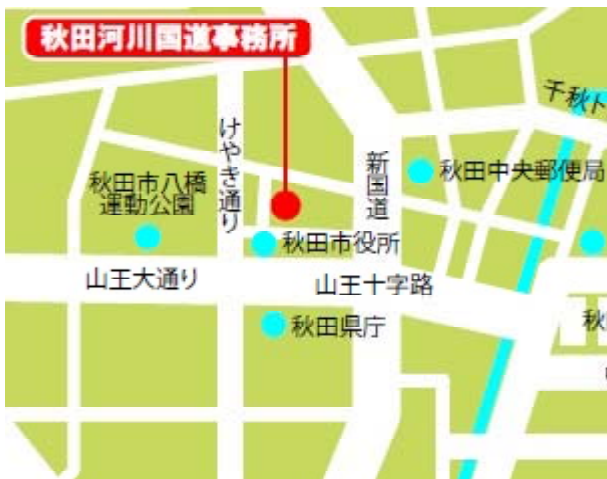 秋田河川国道事務所
千秋ト
けやき通り
新国道
秋田中央郵便局
秋田市八橋
運動公園
秋田市役所
山王大通り
山王十字路
秋田県庁
秋